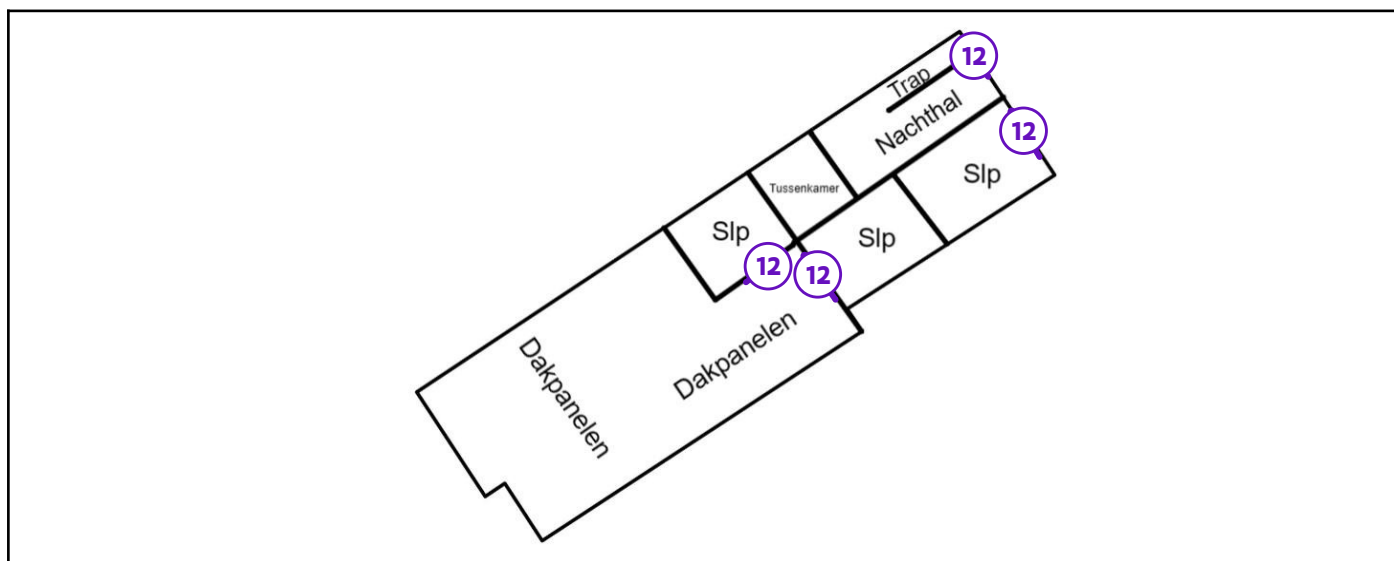 12
Trap
Nachthal
12
Slp
Tussenkamer
Slp
Slp
12
12
Dakpanelen
Dakpanelen